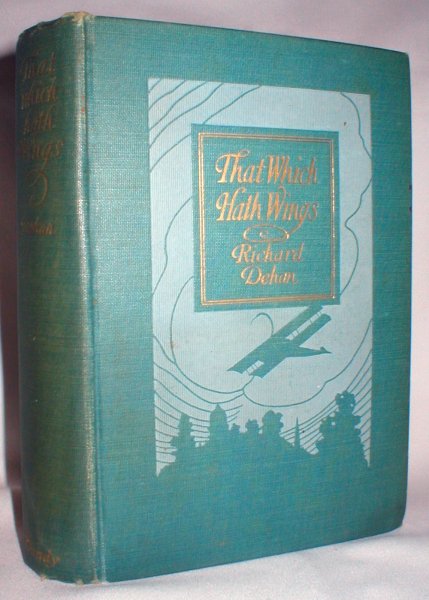 That
Which
Hath
Wings
Dehan
That Which
Hath Wings
Richard
Dehan